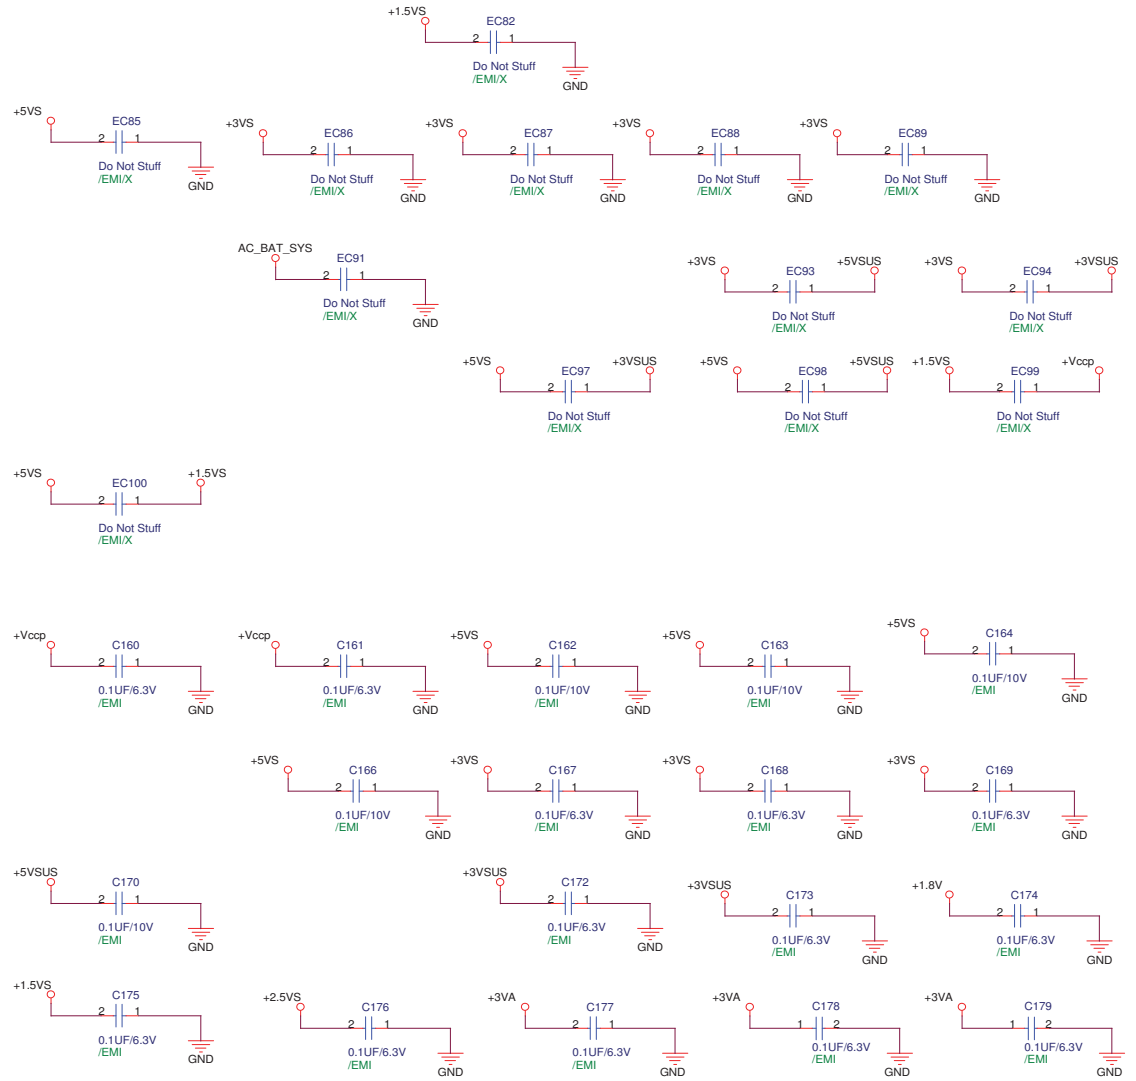 +1.5VS
EC82
2 1
Do Not Stuff
/EMI/X
GND
+5VS
EC85
2 1
Do Not Stuff
/EMI/X
GND
+3VS
EC86
2 1
Do Not Stuff
/EMI/X
GND
+3VS
EC87
2 1
Do Not Stuff
/EMI/X
GND
+3VS
EC88
2 1
Do Not Stuff
/EMI/X
GND
+3VS
EC89
2 1
Do Not Stuff
/EMI/X
GND
AC_BAT_SYS
EC91
2 1
Do Not Stuff
/EMI/X
GND
+3VS
EC93
+5VSUS
2 1
Do Not Stuff
/EMI/X
+3VS
EC94
+3VSUS
2 1
Do Not Stuff
/EMI/X
+5VS
EC97
+3VSUS
2 1
Do Not Stuff
/EMI/X
+5VS
EC98
+5VSUS
2 1
Do Not Stuff
/EMI/X
+1.5VS
EC99
+Vccp
2 1
Do Not Stuff
/EMI/X
+5VS
EC100
+1.5VS
2 1
Do Not Stuff
/EMI/X
+Vccp
C160
2 1
0.1UF/6.3V
/EMI
GND
+Vccp
C161
2 1
0.1UF/6.3V
/EMI
GND
+5VS
C162
2 1
0.1UF/10V
/EMI
GND
+5VS
C163
2 1
0.1UF/10V
/EMI
GND
+5VS
C164
2 1
0.1UF/10V
/EMI
GND
+5VS
C166
2 1
0.1UF/10V
/EMI
GND
+3VS
C167
2 1
0.1UF/6.3V
/EMI
GND
+3VS
C168
2 1
0.1UF/6.3V
/EMI
GND
+3VS
C169
2 1
0.1UF/6.3V
/EMI
GND
+5VSUS
C170
2 1
0.1UF/10V
/EMI
GND
+3VSUS
C172
2 1
0.1UF/6.3V
/EMI
GND
+3VSUS
C173
2 1
0.1UF/6.3V
/EMI
GND
+1.8V
C174
2 1
0.1UF/6.3V
/EMI
GND
+1.5VS
C175
2 1
0.1UF/6.3V
/EMI
GND
+2.5VS
C176
2 1
0.1UF/6.3V
/EMI
GND
+3VA
C177
2 1
0.1UF/6.3V
/EMI
GND
+3VA
C178
1 2
0.1UF/6.3V
/EMI
GND
+3VA
C179
1 2
0.1UF/6.3V
/EMI
GND